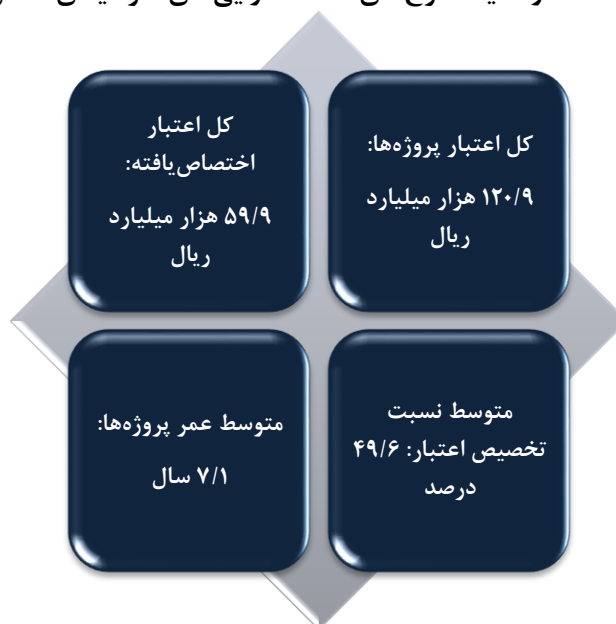 کل اعتبار پروژه‌ها:
۱۲۰/۹ هزار میلیارد
ریال
کل اعتبار
اختصاص‌یافته:
۵۹/۹ هزار میلیارد
ریال
متوسط نسبت
تخصیص اعتبار: ۴۹/۶
درصد
متوسط عمر پروژه‌ها:
۷/۱ سال